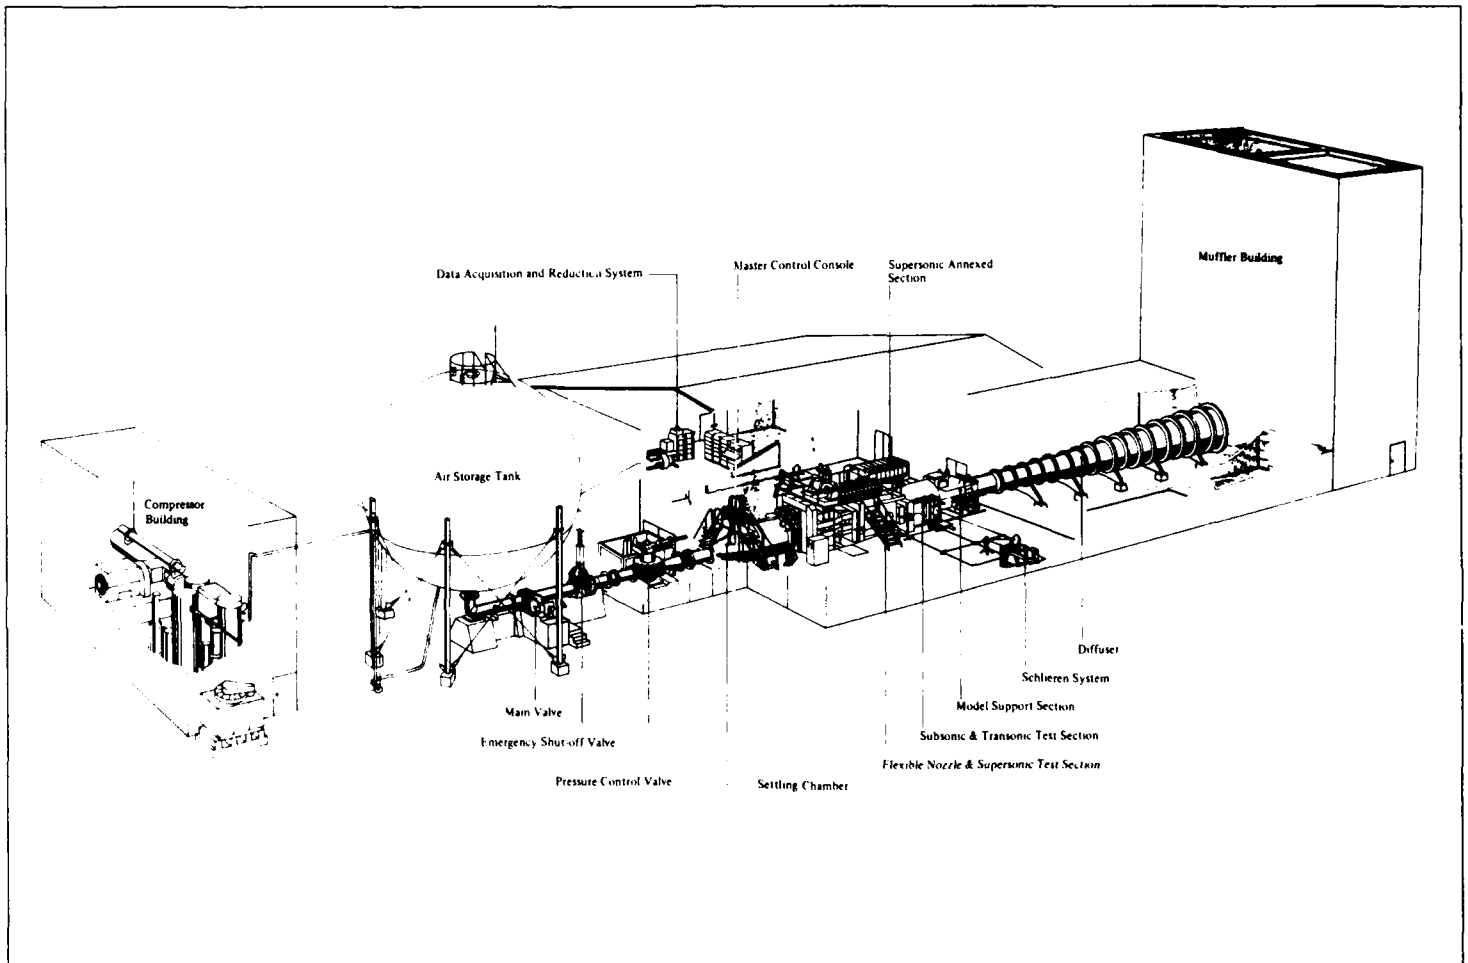 Data Acquisition and Reduction System
Master Control Console
Supersonic Annexed
Section
Muffler Building
Air Storage Tank
Compressor
Building
Diffuser
Schlieren System
Model Support Section
Main Valve
Subsonic & Transonic Test Section
Emergency Shut-off Valve
Flexible Nozzle & Supersonic Test Section
Pressure Control Valve
Settling Chamber